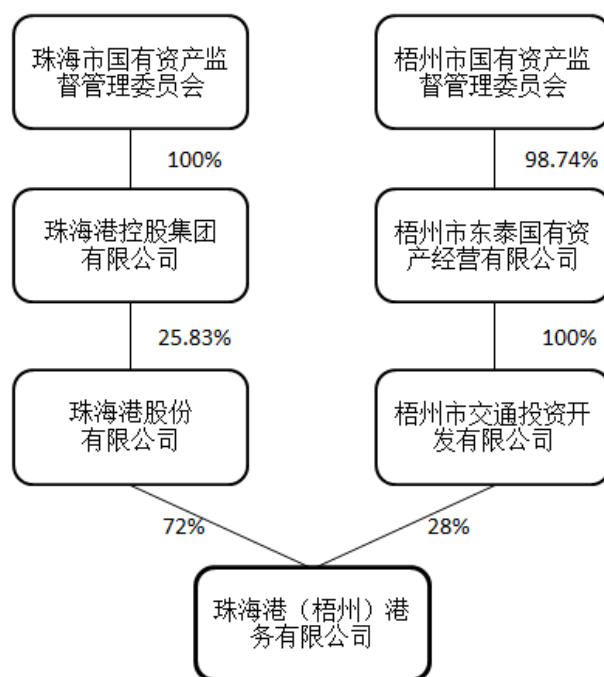 珠海市国有资产监
督管理委员会
梧州市国有资产监
督管理委员会
100%
98.74%
珠海港控股集团
有限公司
梧州市东泰国有资
产经营有限公司
25.83%
100%
珠海港股份
有限公司
梧州市交通投资开
发有限公司
72%
28%
珠海港（梧州）港
务有限公司